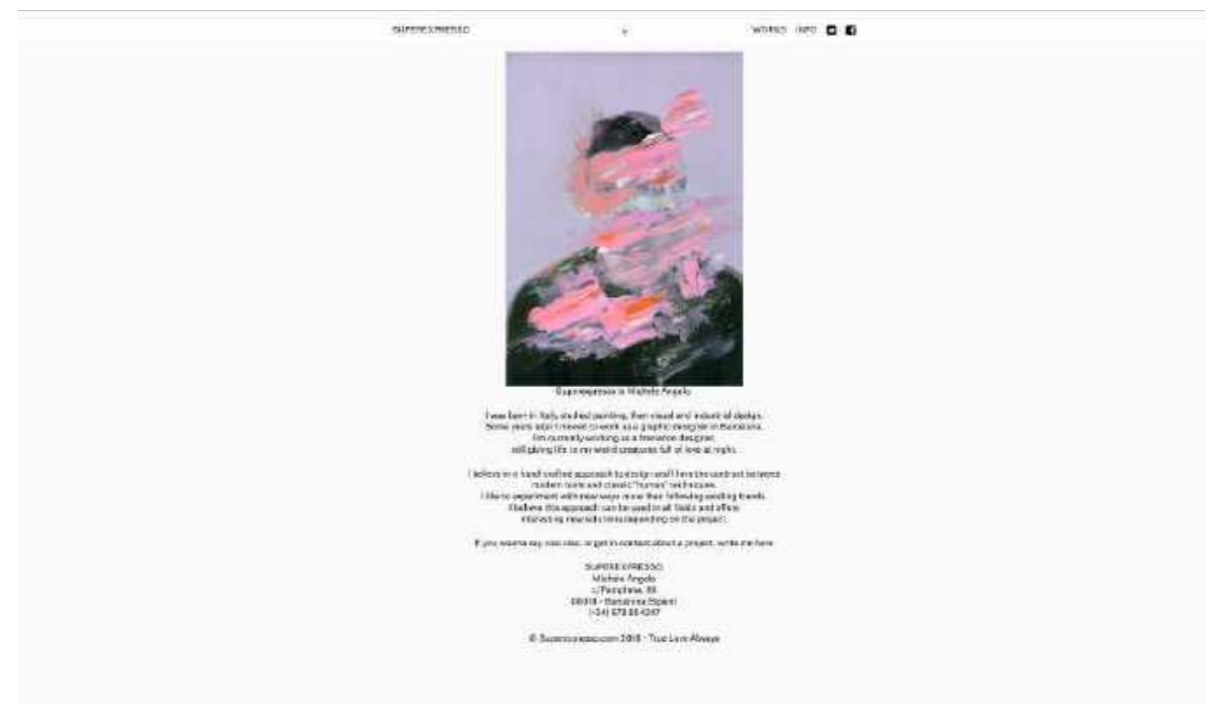 SUPEREXPRESSO
WORKS INFO
Superexpresso is Michele Angelo
I was born in Italy, studied painting, then visual and industrial design.
Some years later I moved to work as a graphic designer in Barcelona.
I'm currently working as a freelance designer,
still giving life to my weird creatures full of love at night.
I believe in a hand-crafted approach to design and I love the contrast between
modern tools and classic "human" techniques.
I like to experiment with new ways more than following existing trends.
I believe this approach can be used in all fields and offers
interesting new solutions depending on the project.
If you wanna say ciao ciao, or get in contact about a project, write me here
SUPEREXPRESSO
Michele Angelo
c/Pamplona, 88
08018 - Barcelona (Spain)
(+34)
© Superexpresso.com - True Love Always